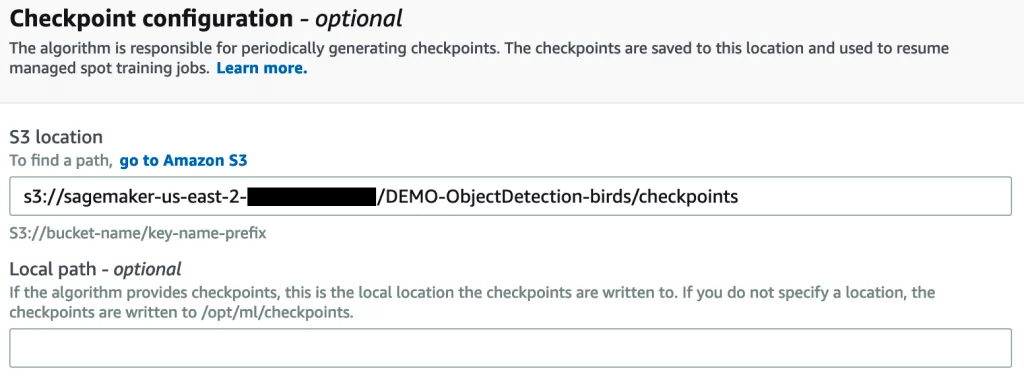 Checkpoint configuration - optional
The algorithm is responsible for periodically generating checkpoints. The checkpoints are saved to this location and used to resume
managed spot training jobs. Learn more.
S3 location
To find a path, go to Amazon S3
s3://sagemaker-us-east-2-/DEMO-ObjectDetection-birds/checkpoints
S3://bucket-name/key-name-prefix
Local path - optional
If the algorithm provides checkpoints, this is the local location the checkpoints are written to. If you do not specify a location, the
checkpoints are written to /opt/ml/checkpoints.